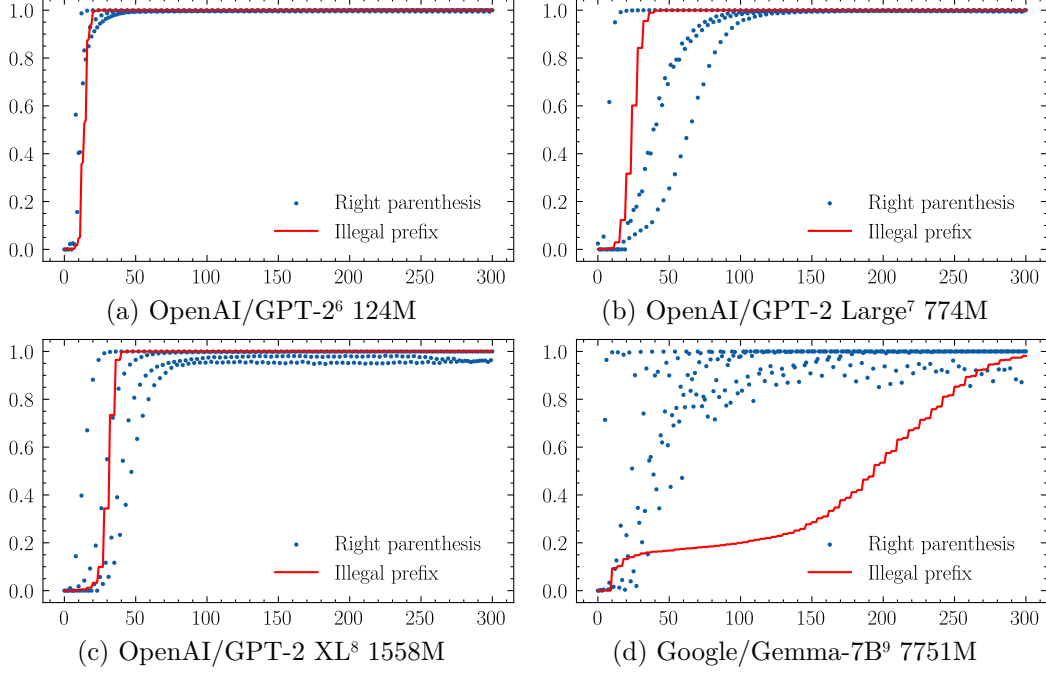 1.0
0.8
0.6
0.4
0.2
0.0
Right parenthesis
Illegal prefix
0 50 100 150 200 250 300
(a) OpenAI/GPT-2⁶ 124M
1.0
0.8
0.6
0.4
0.2
0.0
Right parenthesis
Illegal prefix
0 50 100 150 200 250 300
(b) OpenAI/GPT-2 Large⁷ 774M
1.0
0.8
0.6
0.4
0.2
0.0
Right parenthesis
Illegal prefix
0 50 100 150 200 250 300
(c) OpenAI/GPT-2 XL⁸ 1558M
1.0
0.8
0.6
0.4
0.2
0.0
Right parenthesis
Illegal prefix
0 50 100 150 200 250 300
(d) Google/Gemma-7B⁹ 7751M